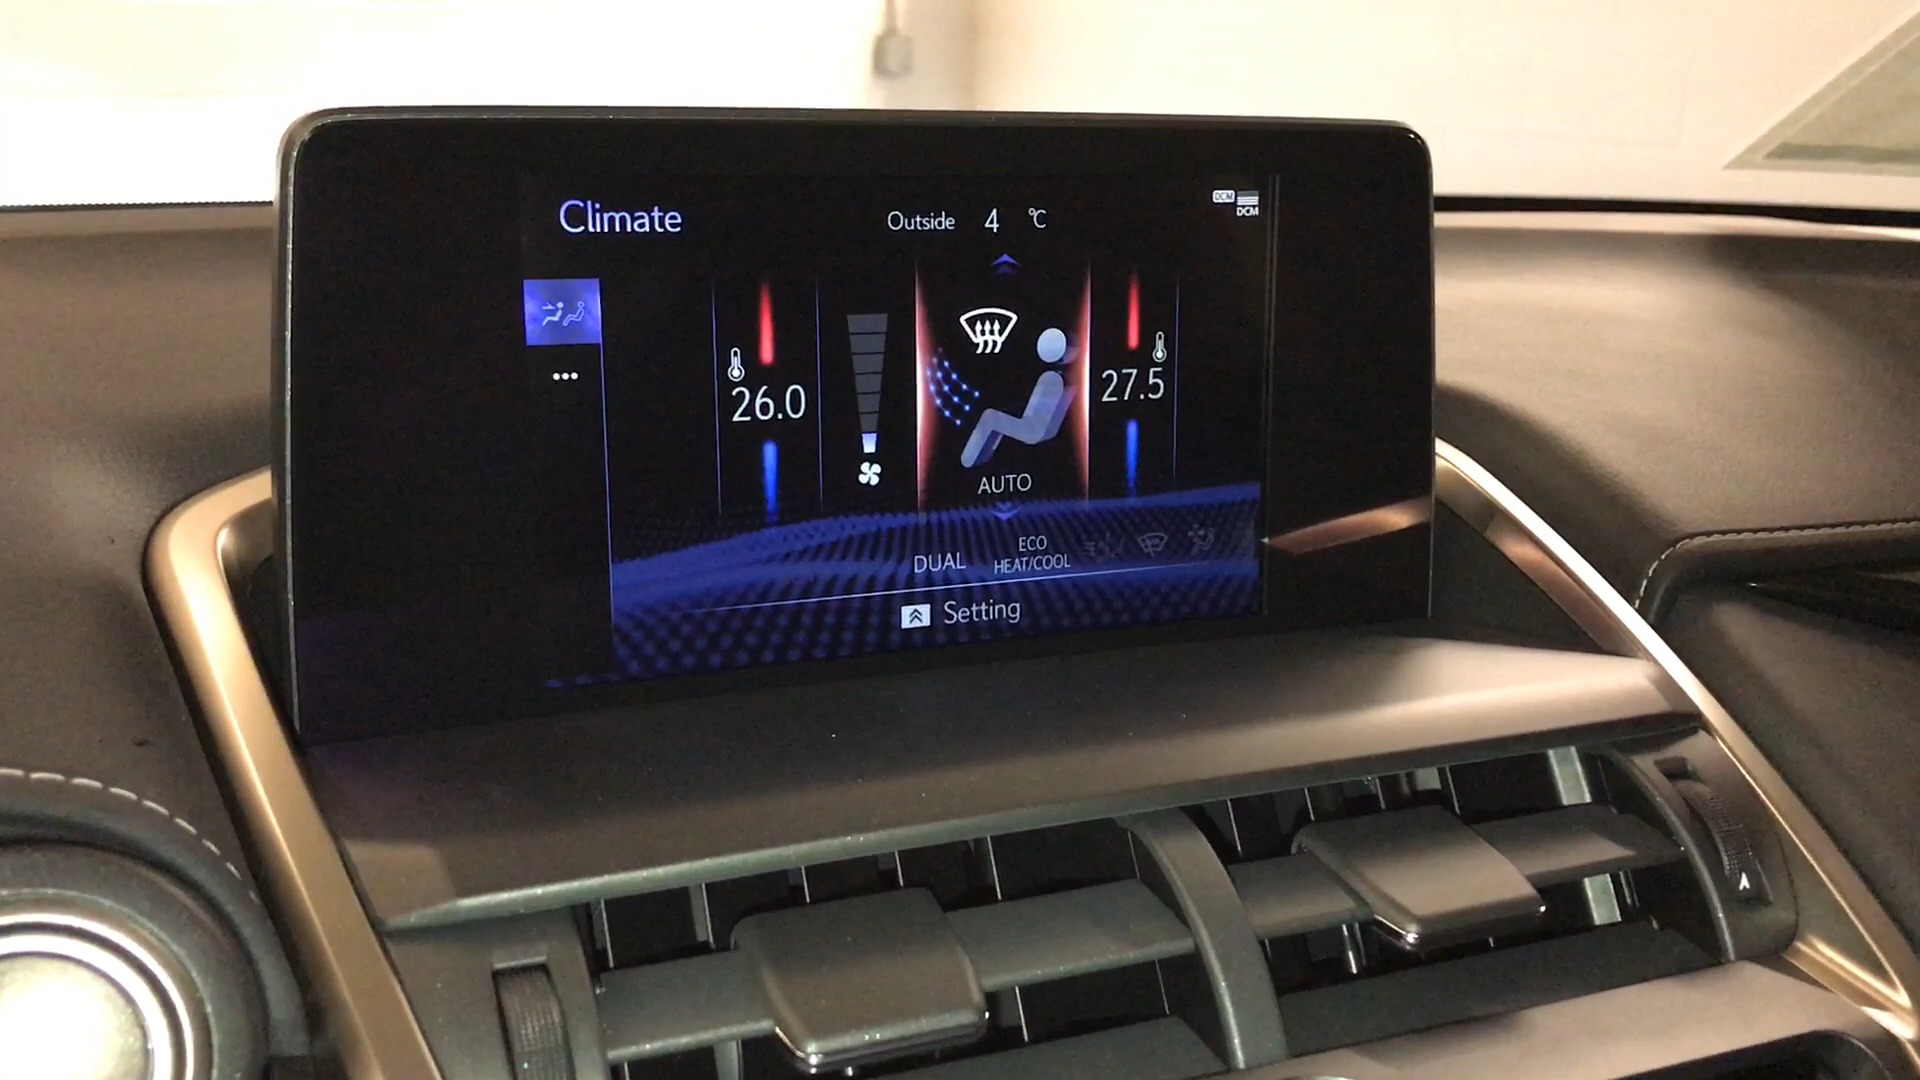 Climate
Outside 4 °C
DCM
DCM
26.0
27.5
AUTO
DUAL
ECO
HEAT/COOL
Setting